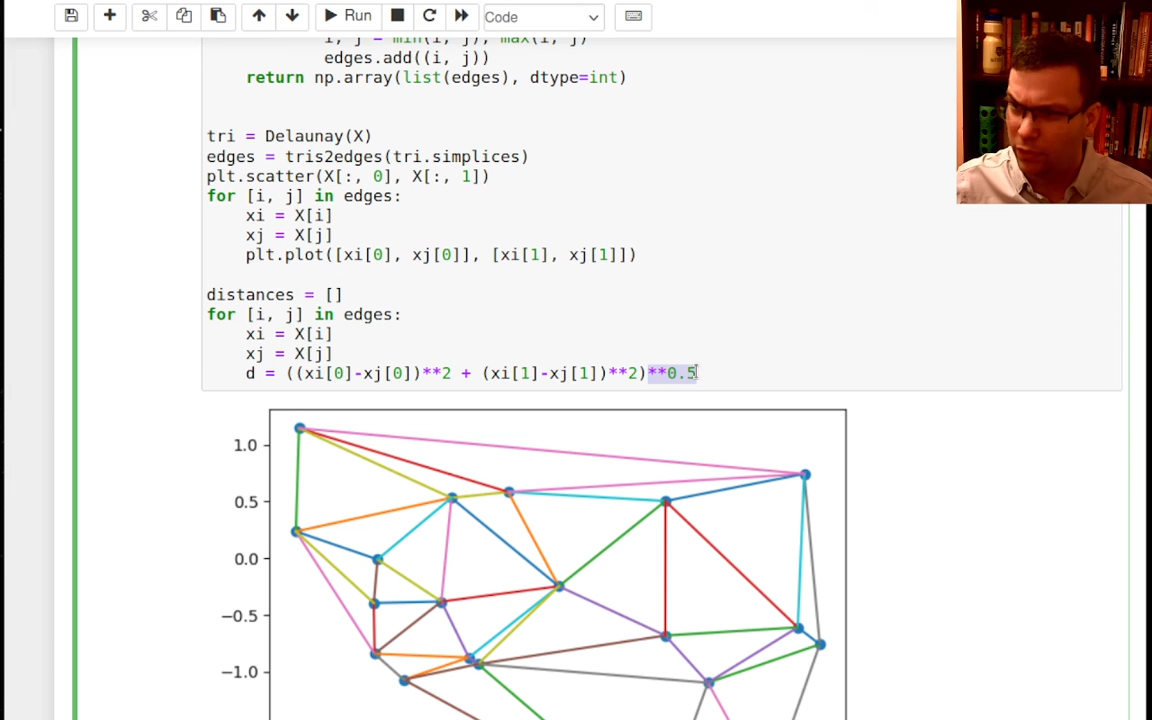 Run
Code
i, j = min(i, j), max(i, j)
edges.add((i, j))
return np.array(list(edges), dtype=int)
tri = Delaunay(X)
edges = tris2edges(tri.simplices)
plt.scatter(X[:, 0], X[:, 1])
for [i, j] in edges:
xi = X[i]
xj = X[j]
plt.plot([xi[0], xj[0]], [xi[1], xj[1]])
distances = []
for [i, j] in edges:
xi = X[i]
xj = X[j]
d = ((xi[0]-xj[0])**2 + (xi[1]-xj[1])**2)**0.5
1.0
0.5
0.0
−0.5
−1.0